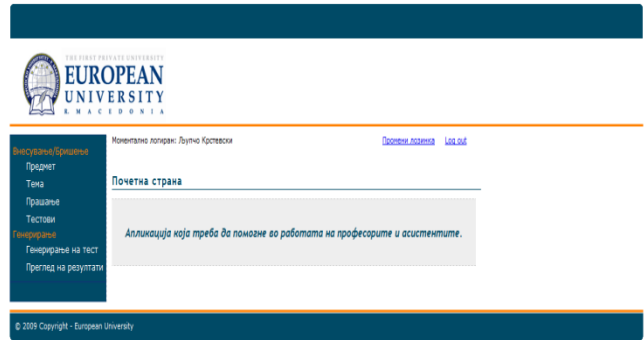 THE FIRST PRIVATE UNIVERSITY
EUROPEAN
UNIVERSITY
R. MACEDONIA
Моментално логиран: Љупчо Крстевски
Промени лозинка Log out
Внесување/Бришење
Предмет
Тема
Прашање
Тестови
Генерирање
Генерирање на тест
Преглед на резултати
Почетна страна
Апликација која треба да помогне во работата на професорите и асистентите.
© 2009 Copyright - European University